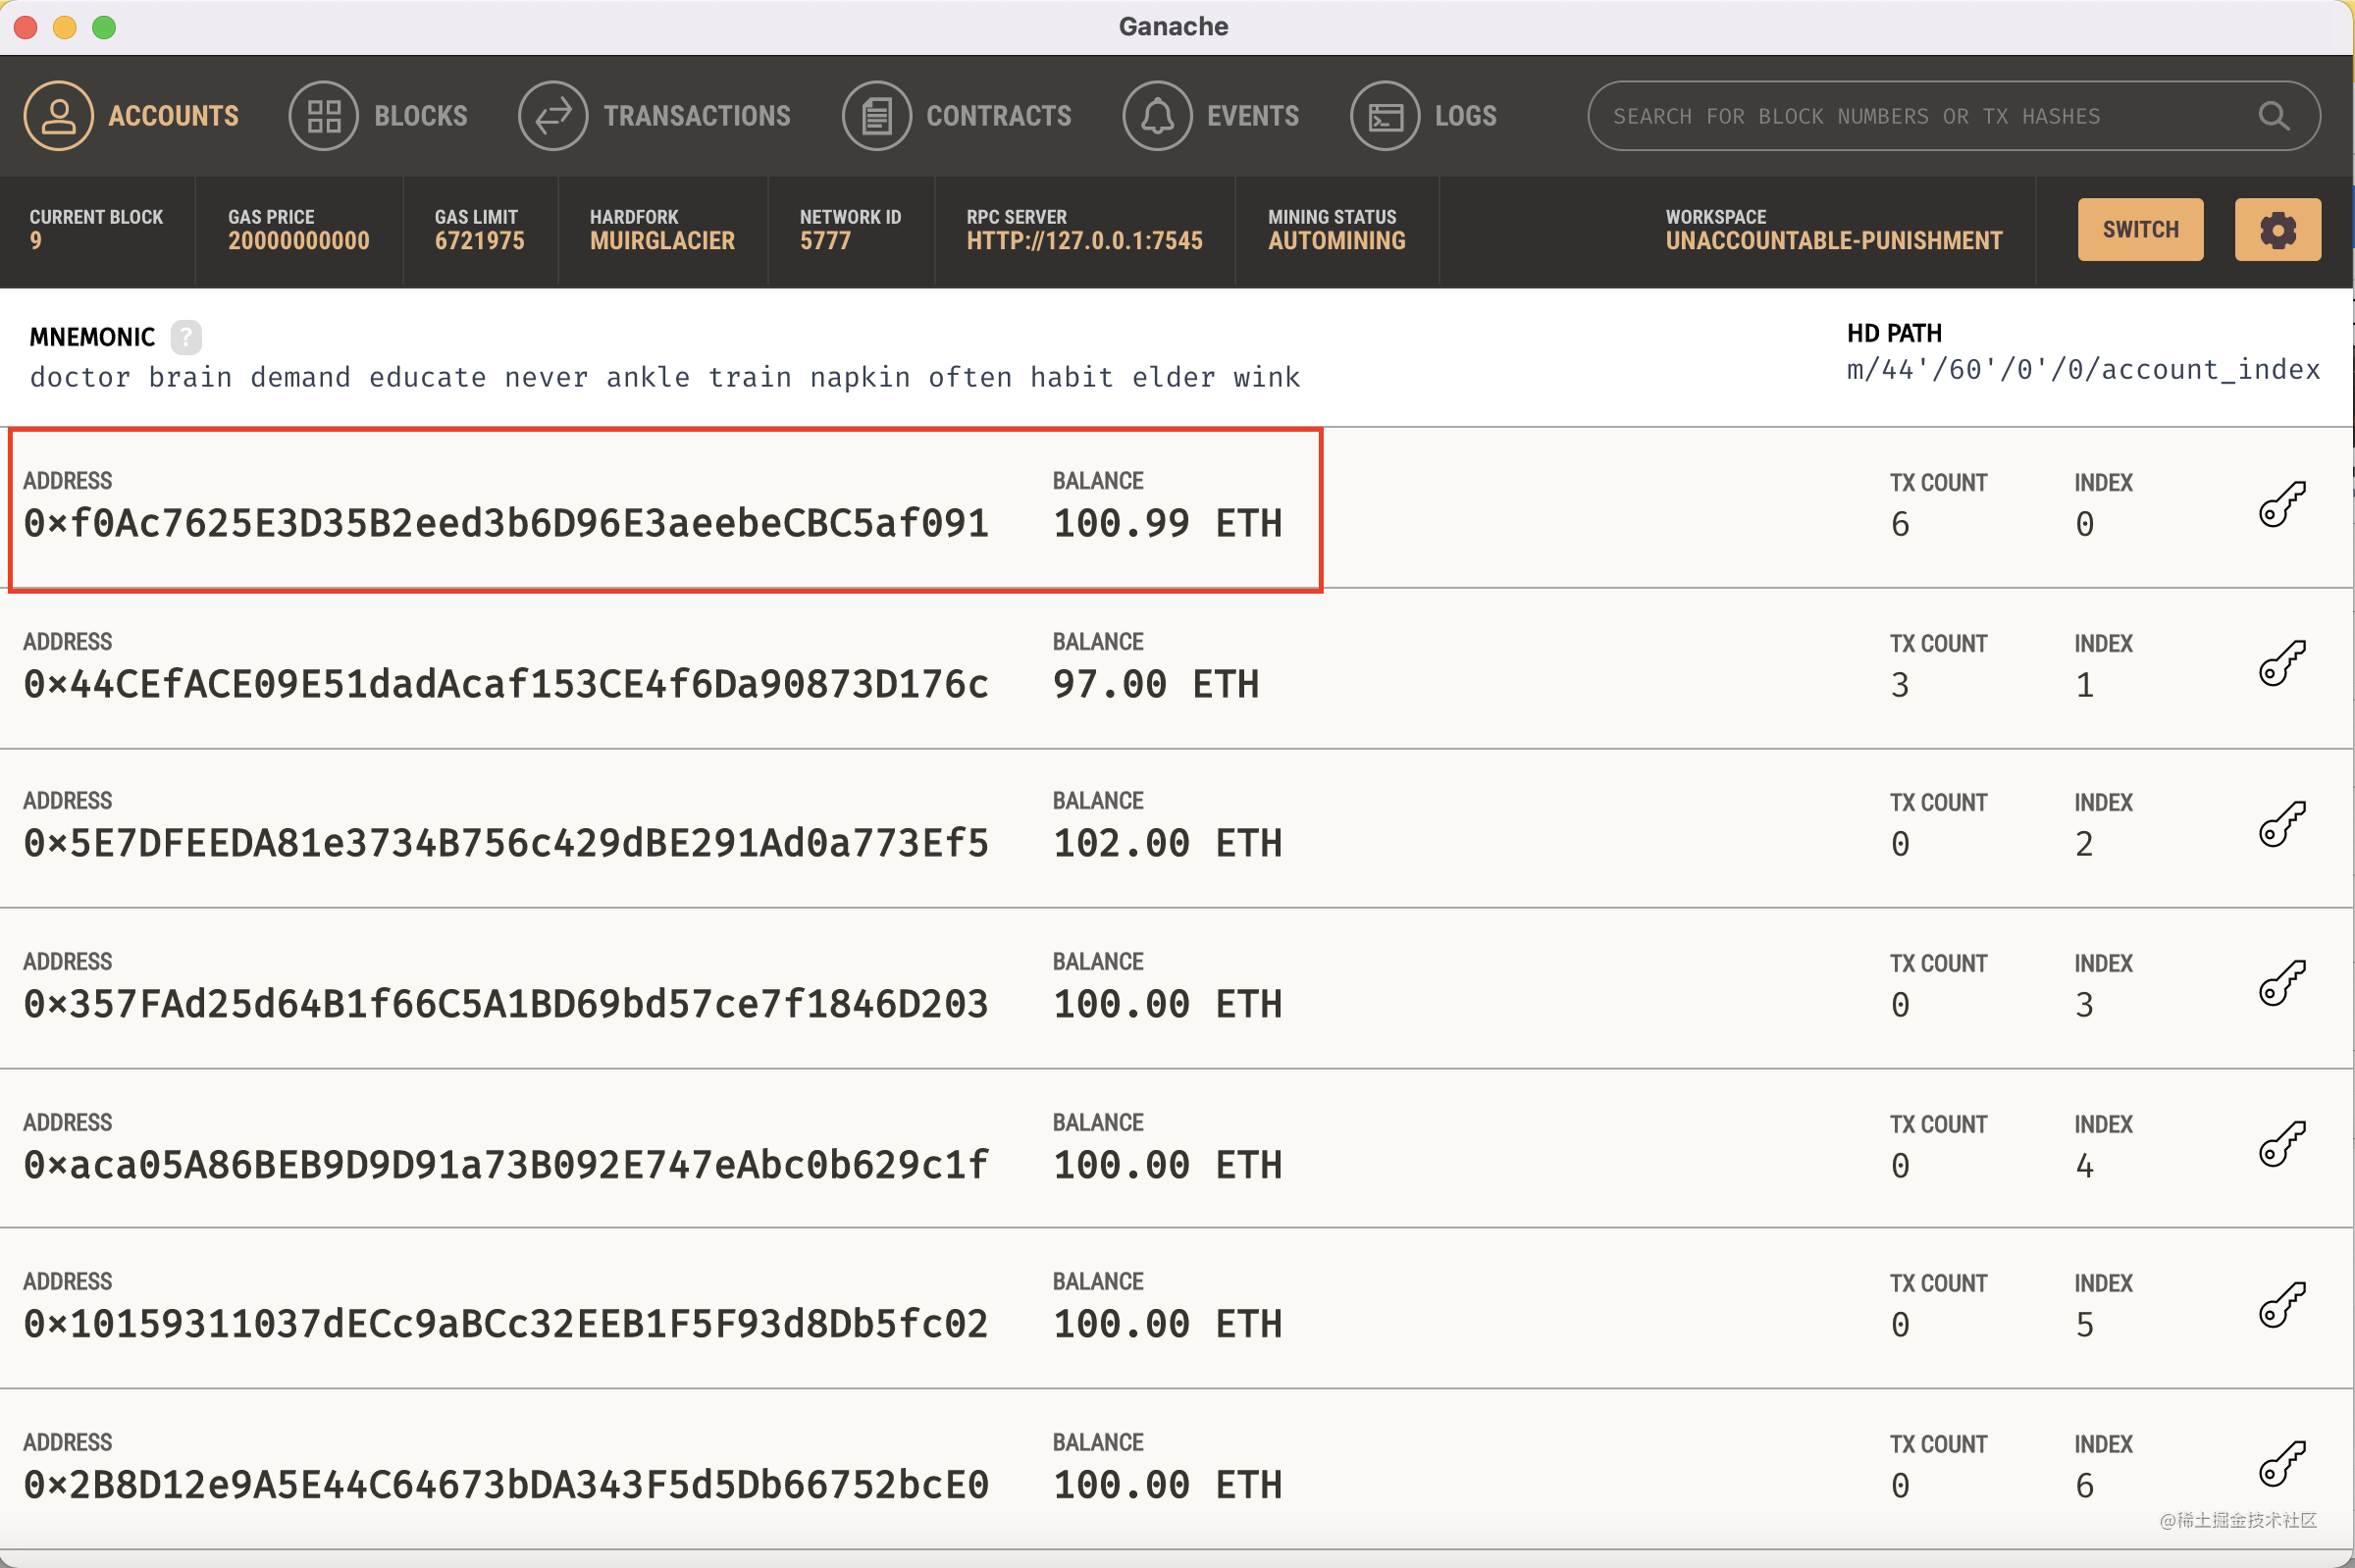 Ganache
ACCOUNTS BLOCKS TRANSACTIONS CONTRACTS EVENTS LOGS SEARCH FOR BLOCK NUMBERS OR TX HASHES
CURRENT BLOCK GAS PRICE GAS LIMIT HARDFORK NETWORK ID RPC SERVER MINING STATUS WORKSPACE
9 20000000000 6721975 MUIRGLACIER 5777 HTTP://127.0.0.1:7545 AUTOMINING UNACCOUNTABLE-PUNISHMENT SWITCH
MNEMONIC ? HD PATH
doctor brain demand educate never ankle train napkin often habit elder wink m/44'/60'/0'/0/account_index
ADDRESS BALANCE TX COUNT INDEX
0×f0Ac7625E3D35B2eed3b6D96E3aeebeCBC5af091 100.99 ETH 6 0
ADDRESS BALANCE TX COUNT INDEX
0×44CEfACE09E51dadAcaf153CE4f6Da90873D176c 97.00 ETH 3 1
ADDRESS BALANCE TX COUNT INDEX
0×5E7DFEEDA81e3734B756c429dBE291Ad0a773Ef5 102.00 ETH 0 2
ADDRESS BALANCE TX COUNT INDEX
0×357FAd25d64B1f66C5A1BD69bd57ce7f1846D203 100.00 ETH 0 3
ADDRESS BALANCE TX COUNT INDEX
0×aca05A86BEB9D9D91a73B092E747eAbc0b629c1f 100.00 ETH 0 4
ADDRESS BALANCE TX COUNT INDEX
0×10159311037dECc9aBCc32EEB1F5F93d8Db5fc02 100.00 ETH 0 5
ADDRESS BALANCE TX COUNT INDEX
0×2B8D12e9A5E44C64673bDA343F5d5Db66752bcE0 100.00 ETH 0 6
@稀土掘金技术社区